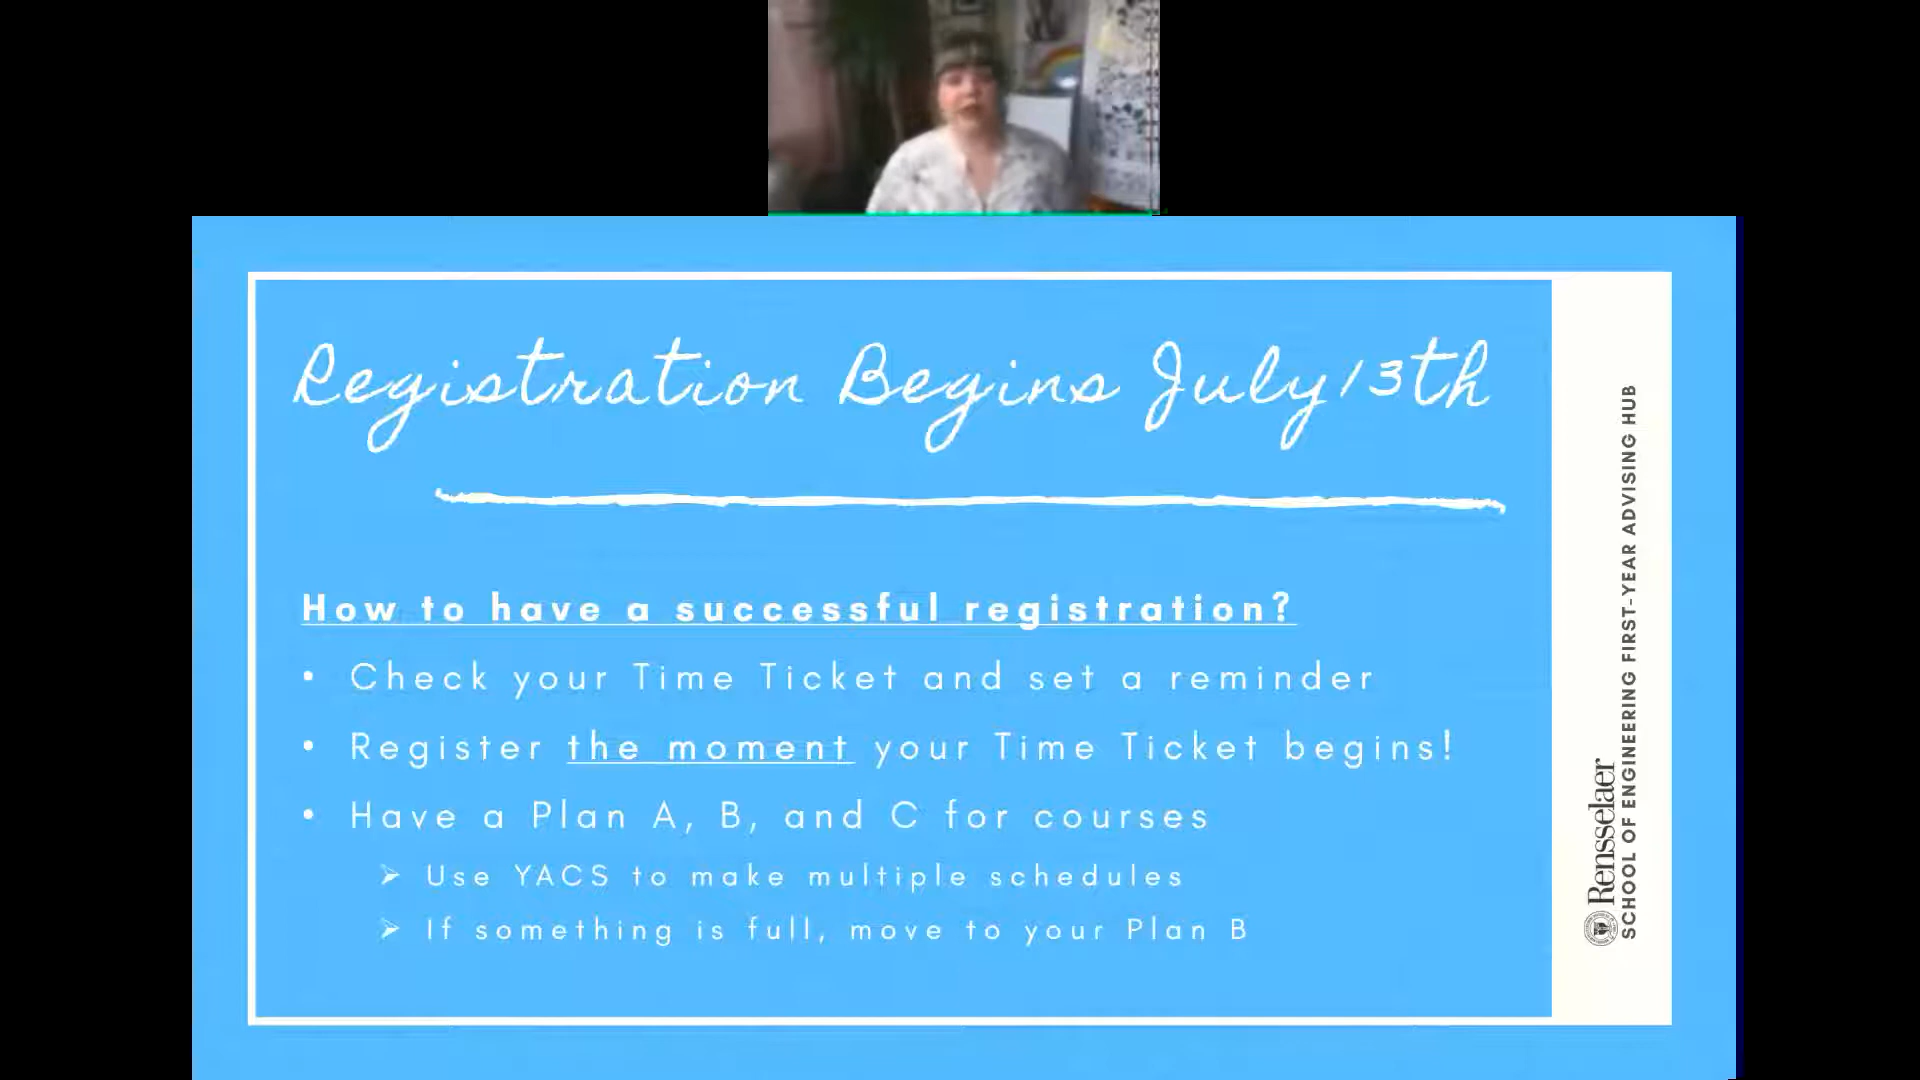 Registration Begins July 13th
How to have a successful registration?
• Check your Time Ticket and set a reminder
• Register the moment your Time Ticket begins!
• Have a Plan A, B, and C for courses
➢ Use YACS to make multiple schedules
➢ If something is full, move to your Plan B
Rensselaer
SCHOOL OF ENGINEERING FIRST-YEAR ADVISING HUB